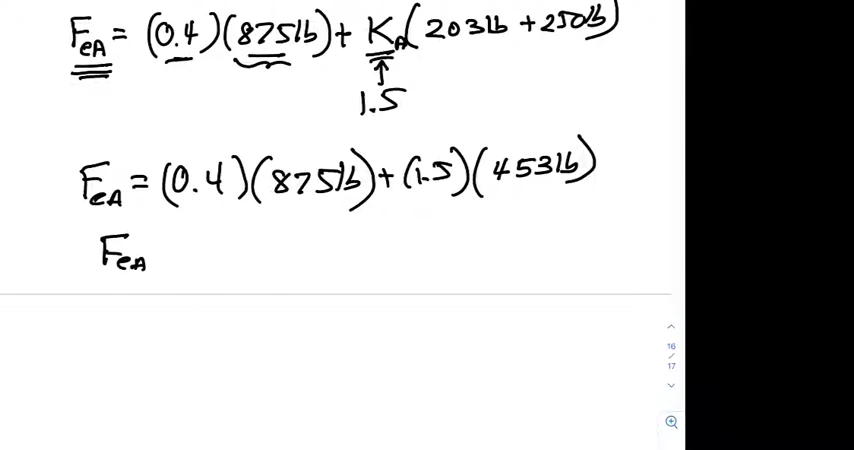 FeA = (0.4)(875lb) + KA(203lb + 250lb)
1.5
FeA = (0.4)(875lb) + (1.5)(453lb)
FeA
16
/
17